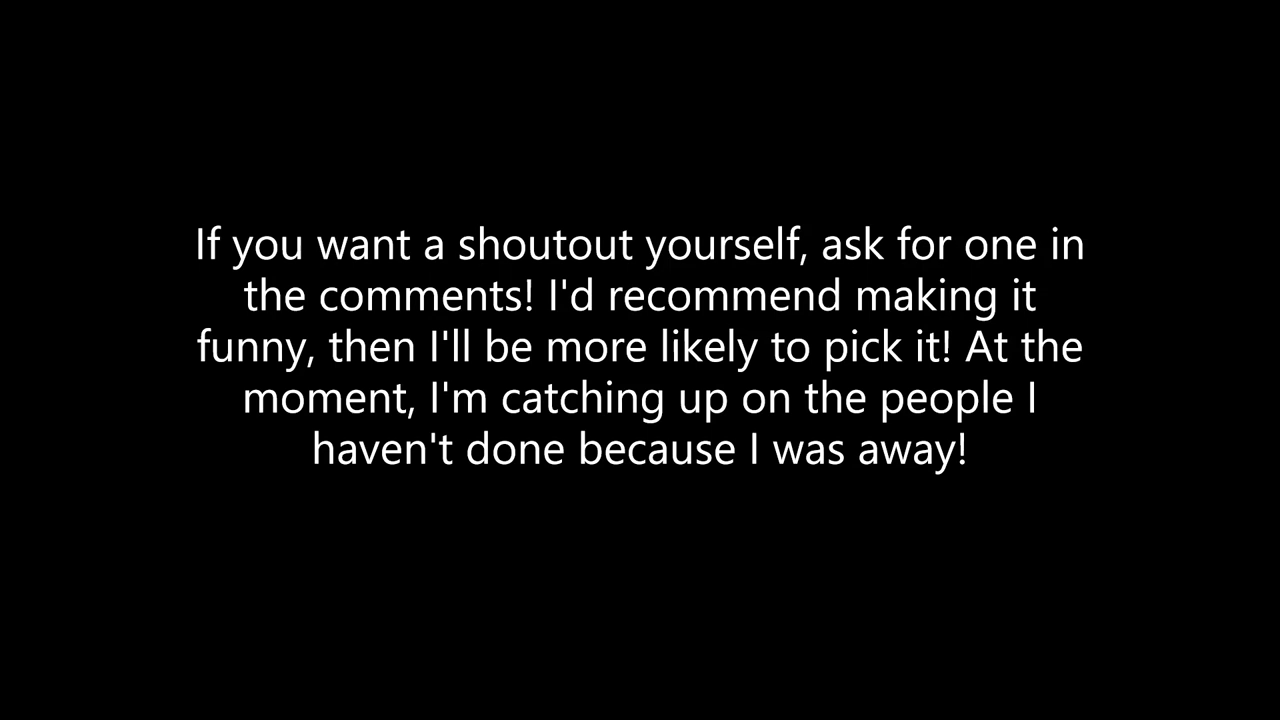 If you want a shoutout yourself, ask for one in
the comments! I'd recommend making it
funny, then I'll be more likely to pick it! At the
moment, I'm catching up on the people I
haven't done because I was away!